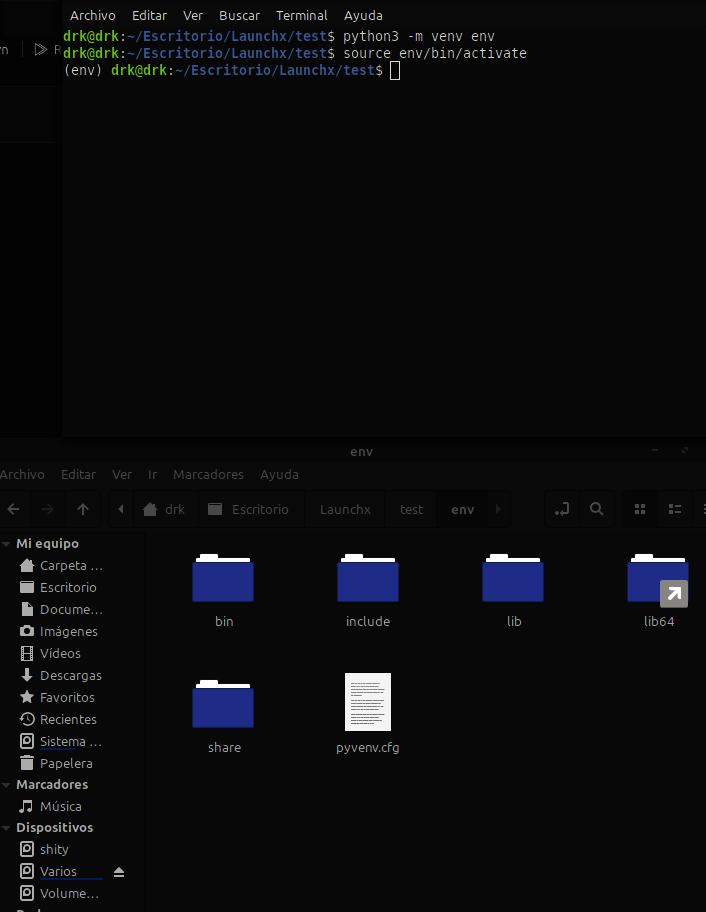 Archivo Editar Ver Buscar Terminal Ayuda
drk@drk:~/Escritorio/Launchx/test$ python3 -m venv env
drk@drk:~/Escritorio/Launchx/test$ source env/bin/activate
(env) drk@drk:~/Escritorio/Launchx/test$
env
Archivo Editar Ver Ir Marcadores Ayuda
drk Escritorio Launchx test env
Mi equipo
Carpeta ...
Escritorio
Docume...
Imágenes
Vídeos
Descargas
Favoritos
Recientes
Sistema ...
Papelera
Marcadores
Música
Dispositivos
shity
Varios
Volume...
bin include lib lib64
share pyvenv.cfg